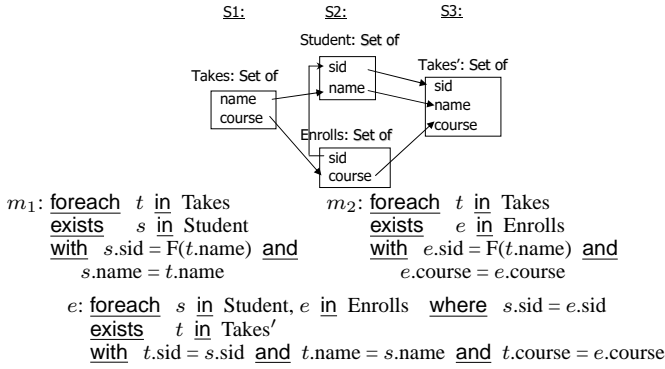 S1: S2: S3:
Student: Set of
Takes: Set of
Takes′: Set of
sid
name
name
course
sid
name
course
Enrolls: Set of
sid
course
m1: foreach t in Takes
exists s in Student
with s.sid = F(t.name) and
s.name = t.name
m2: foreach t in Takes
exists e in Enrolls
with e.sid = F(t.name) and
e.course = e.course
e: foreach s in Student, e in Enrolls where s.sid = e.sid
exists t in Takes′
with t.sid = s.sid and t.name = s.name and t.course = e.course